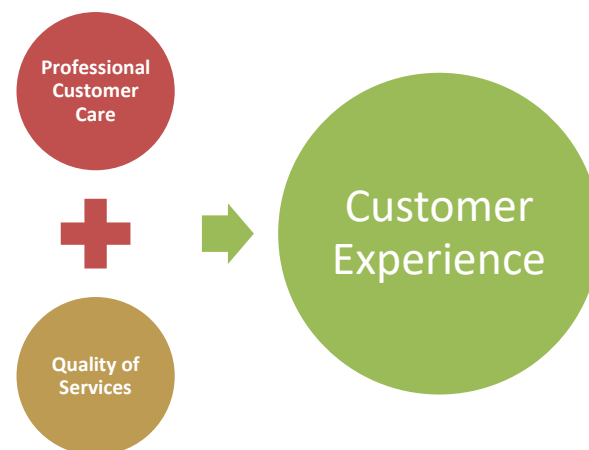 Professional
Customer
Care
Quality of
Services
Customer
Experience